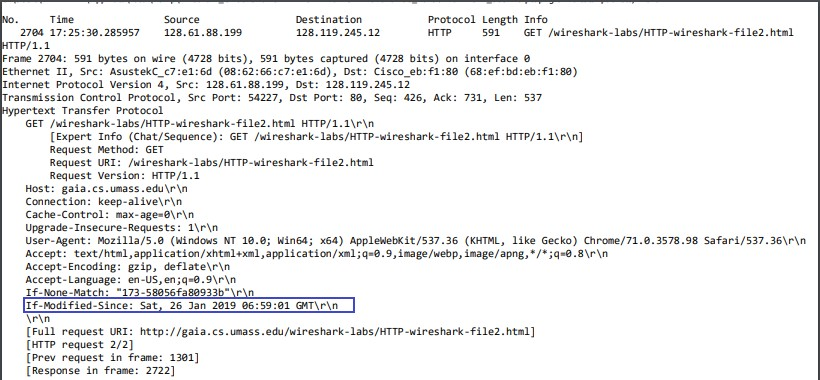 No. Time Source Destination Protocol Length Info
2704 17:25:30.285957 128.61.88.199 128.119.245.12 HTTP 591 GET /wireshark-labs/HTTP-wireshark-file2.html
HTTP/1.1
Frame 2704: 591 bytes on wire (4728 bits), 591 bytes captured (4728 bits) on interface 0
Ethernet II, Src: AsustekC_c7:e1:6d (08:62:66:c7:e1:6d), Dst: Cisco_eb:f1:80 (68:ef:bd:eb:f1:80)
Internet Protocol Version 4, Src: 128.61.88.199, Dst: 128.119.245.12
Transmission Control Protocol, Src Port: 54227, Dst Port: 80, Seq: 426, Ack: 731, Len: 537
Hypertext Transfer Protocol
GET /wireshark-labs/HTTP-wireshark-file2.html HTTP/1.1\r\n
[Expert Info (Chat/Sequence): GET /wireshark-labs/HTTP-wireshark-file2.html HTTP/1.1\r\n]
Request Method: GET
Request URI: /wireshark-labs/HTTP-wireshark-file2.html
Request Version: HTTP/1.1
Host: gaia.cs.umass.edu\r\n
Connection: keep-alive\r\n
Cache-Control: max-age=0\r\n
Upgrade-Insecure-Requests: 1\r\n
User-Agent: Mozilla/5.0 (Windows NT 10.0; Win64; x64) AppleWebKit/537.36 (KHTML, like Gecko) Chrome/71.0.3578.98 Safari/537.36\r\n
Accept: text/html,application/xhtml+xml,application/xml;q=0.9,image/webp,image/apng,*/*;q=0.8\r\n
Accept-Encoding: gzip, deflate\r\n
Accept-Language: en-US,en;q=0.9\r\n
If-None-Match: "173-58056fa80933b"\r\n
If-Modified-Since: Sat, 26 Jan 2019 06:59:01 GMT\r\n
\r\n
[Full request URI: http://gaia.cs.umass.edu/wireshark-labs/HTTP-wireshark-file2.html]
[HTTP request 2/2]
[Prev request in frame: 1301]
[Response in frame: 2722]